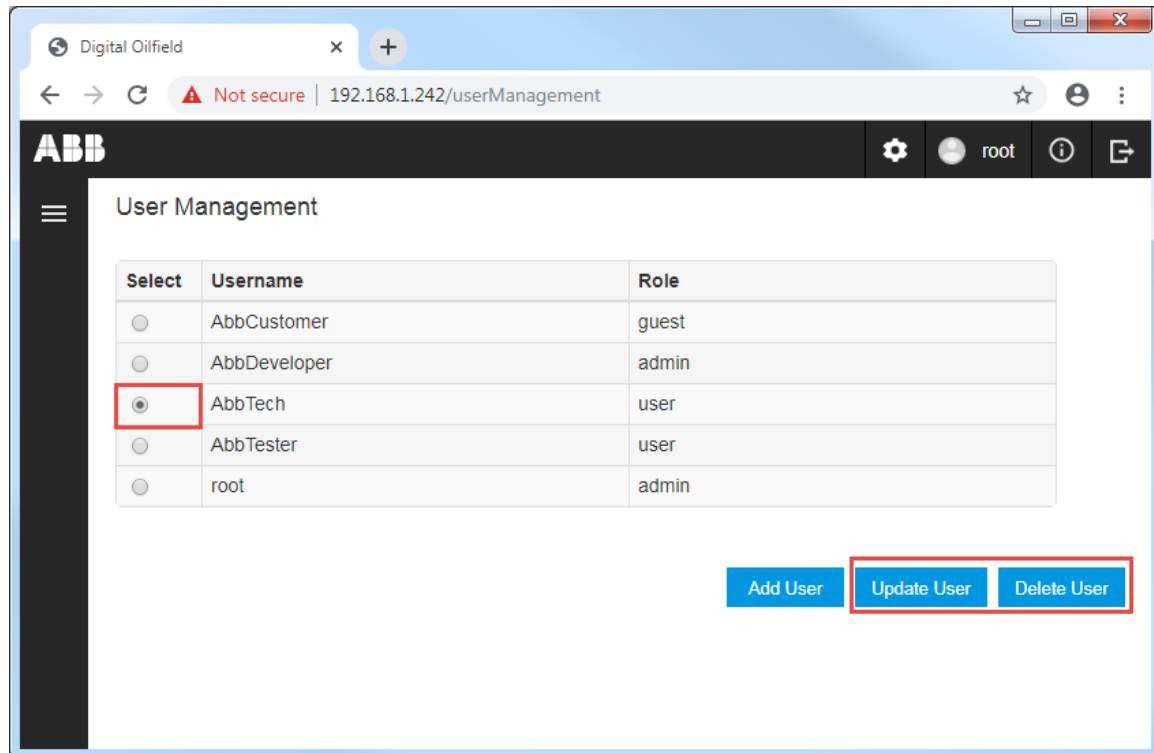 Digital Oilfield
Not secure | 192.168.1.242/userManagement
ABB root
User Management
Select Username Role
AbbCustomer guest
AbbDeveloper admin
AbbTech user
AbbTester user
root admin
Add User Update User Delete User